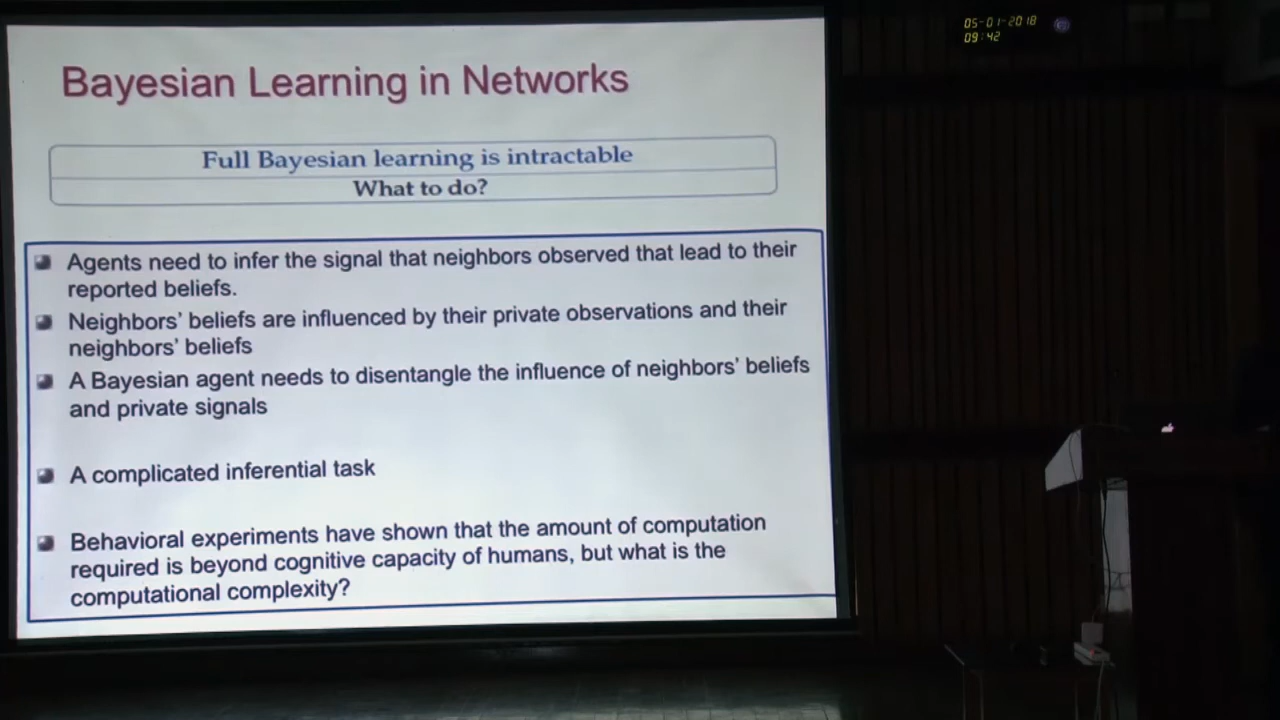 05-01-2018
09:42
Bayesian Learning in Networks
Full Bayesian learning is intractable
What to do?
Agents need to infer the signal that neighbors observed that lead to their
reported beliefs.
Neighbors' beliefs are influenced by their private observations and their
neighbors' beliefs
A Bayesian agent needs to disentangle the influence of neighbors' beliefs
and private signals
A complicated inferential task
Behavioral experiments have shown that the amount of computation
required is beyond cognitive capacity of humans, but what is the
computational complexity?